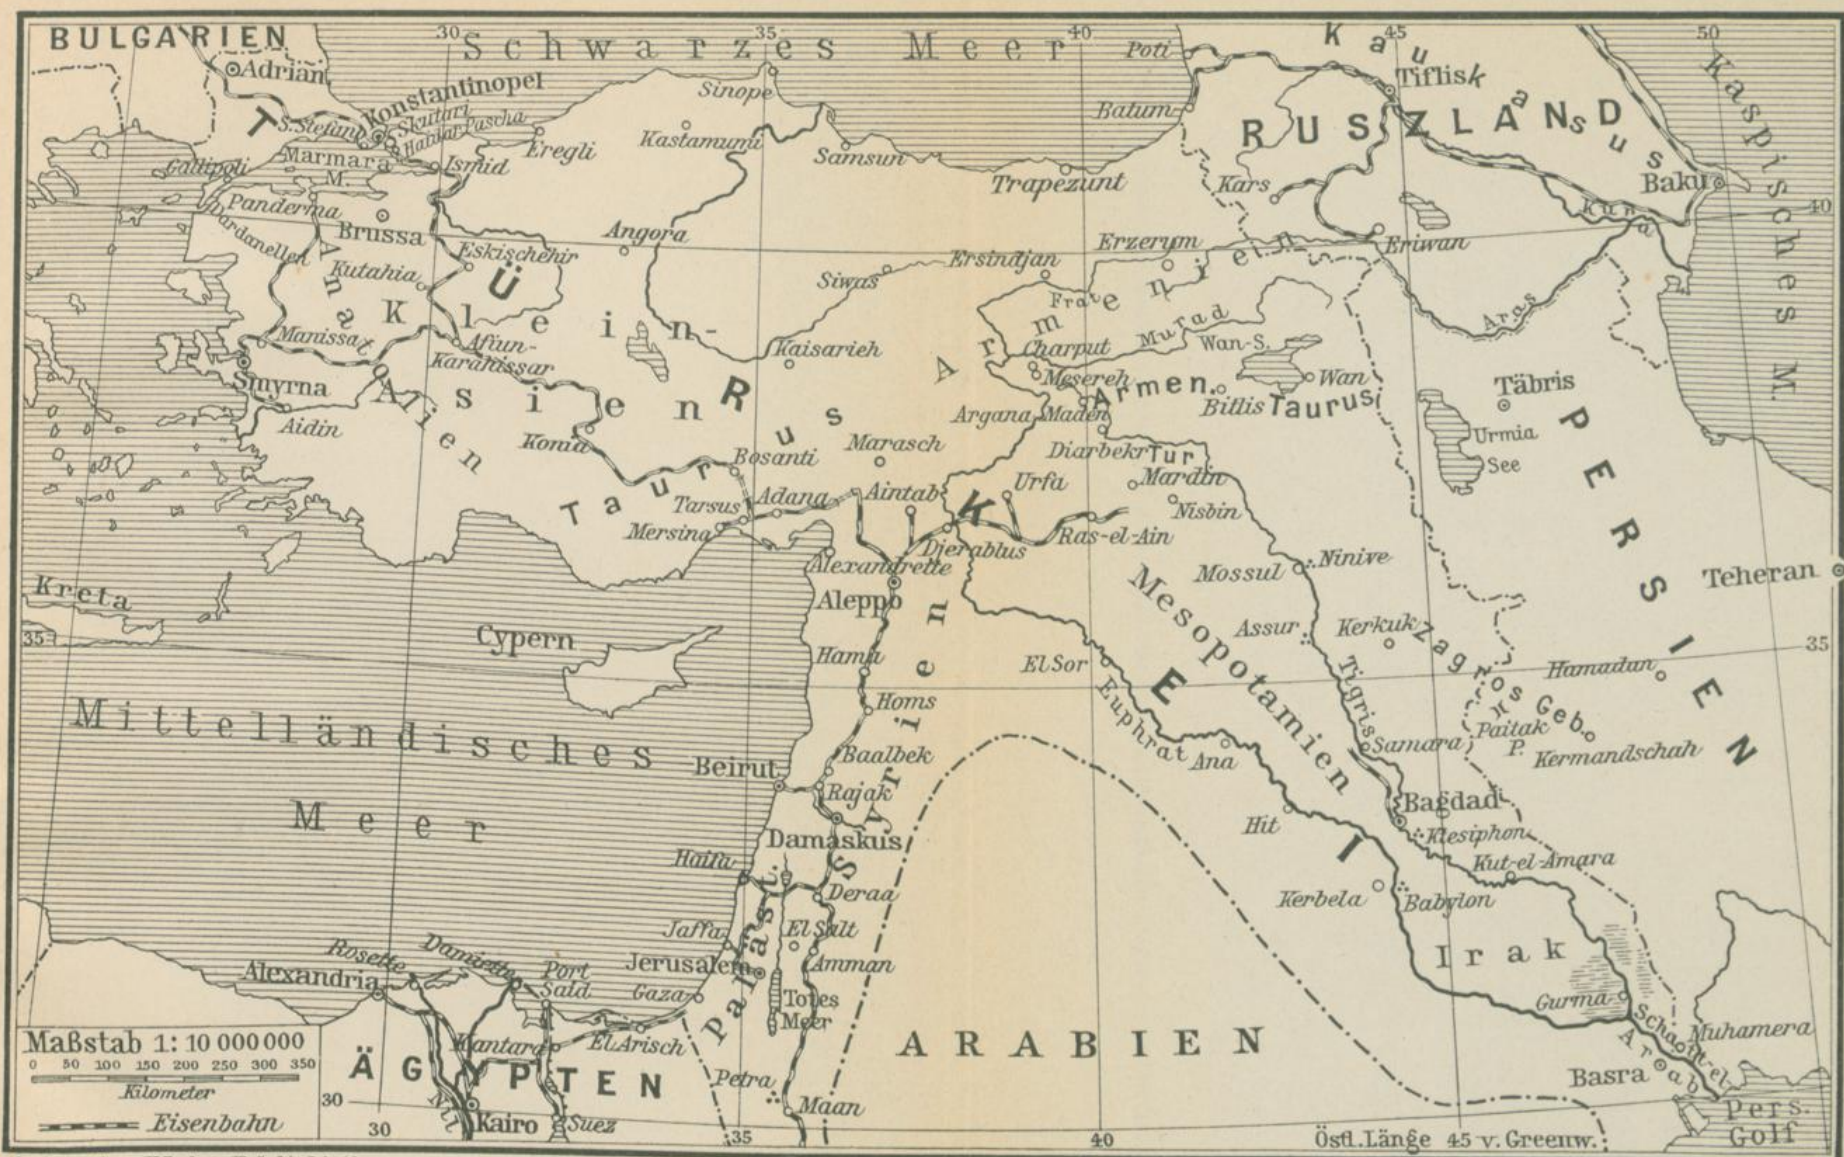 BULGARIEN
30
Schwarzes Meer
35
40
45
50
Poti
Kaukasus
Kaspisches M.
Adrian.
Konstantinopel
Sinope
Tiflis
Batum
RUSZLAND
S. Stefano
Skutari
Haidar Pascha
Eregli
Kastamuni
Samsun
Trapezunt
Kars
Baku
Marmara
M.
Gallipoli
Ismid
Panderma
Dardanellen
Brussa
Angora
Erzerum
Eriwan
Kura
40
Eskischehir
Kutahia
Siwas
Ersindjan
Frat
Armenien
Aras
TÜRKEI
Klein-
Asien
Anatolien
Manissa
Afiun-
Karahissar
Kaisarieh
Charput
Murad
Wan-S.
Mesereh
Wan
Täbris
Smyrna
Armen.
Taurus
Bitlis
Argana Maden
Aidin
Konia
Bosanti
Marasch
Diarbekr
Tur
Mardin
Urmia
See
PERSIEN
Taurus
Tarsus
Adana
Aintab
Urfa
Nisbin
Mersina
Djerablus
Ras-el-Ain
Alexandrette
Mossul
Ninive
Teheran
Kreta
Aleppo
Mesopotamien
35
Cypern
Hama
Assur
Kerkuk
Zagros Geb.
35
El Sor
Hamadan
Homs
Euphrat
Tigris
Paitak
P.
Mittelländisches
Meer
Syrien
Baalbek
Ana
Samara
Kermandschah
Beirut
Rajak
Bagdad
Damaskus
Hit
Ktesiphon
Haifa
Kut-el-Amara
Deraa
Kerbela
Babylon
Jaffa
El Salt
Palast.
Palast.
Irak
Rosette
Damiette
Jerusalem
Amman
Alexandria
Port
Said
Gaza
Totes
Meer
Gurma
Muhamera
Schatt-el-
Arab
Maßstab 1: 10 000 000
0 50 100 150 200 250 300 350
Kilometer
Eisenbahn
ÄGYPTEN
Kantara
El Arisch
ARABIEN
Petra
Basra
30
Nil
Kairo
Suez
Maan
Pers.
Golf
30
35
40
Östl. Länge 45 v. Greenw.